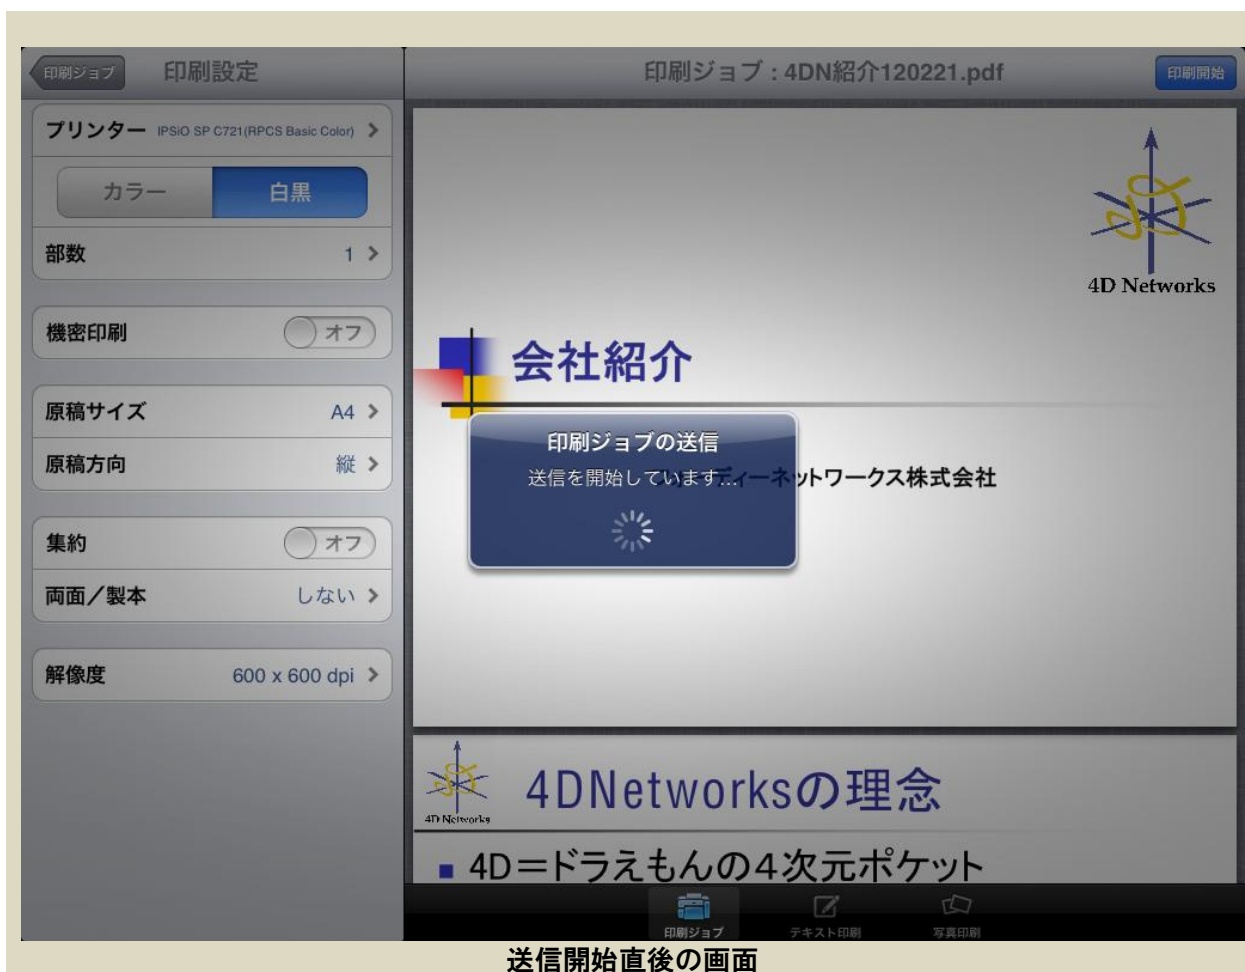 印刷ジョブ
印刷設定
印刷ジョブ : 4DN紹介120221.pdf
印刷開始
プリンター IPSiO SP C721(RPCS Basic Color)
カラー
白黒
部数 1
機密印刷 オフ
原稿サイズ A4
原稿方向 縦
集約 オフ
両面／製本 しない
解像度 600 x 600 dpi
4D Networks
会社紹介
ネットワークス株式会社
印刷ジョブの送信
送信を開始しています...
4D Networks
4DNetworksの理念
■ 4D＝ドラえもんの４次元ポケット
印刷ジョブ
テキスト印刷
写真印刷
送信開始直後の画面